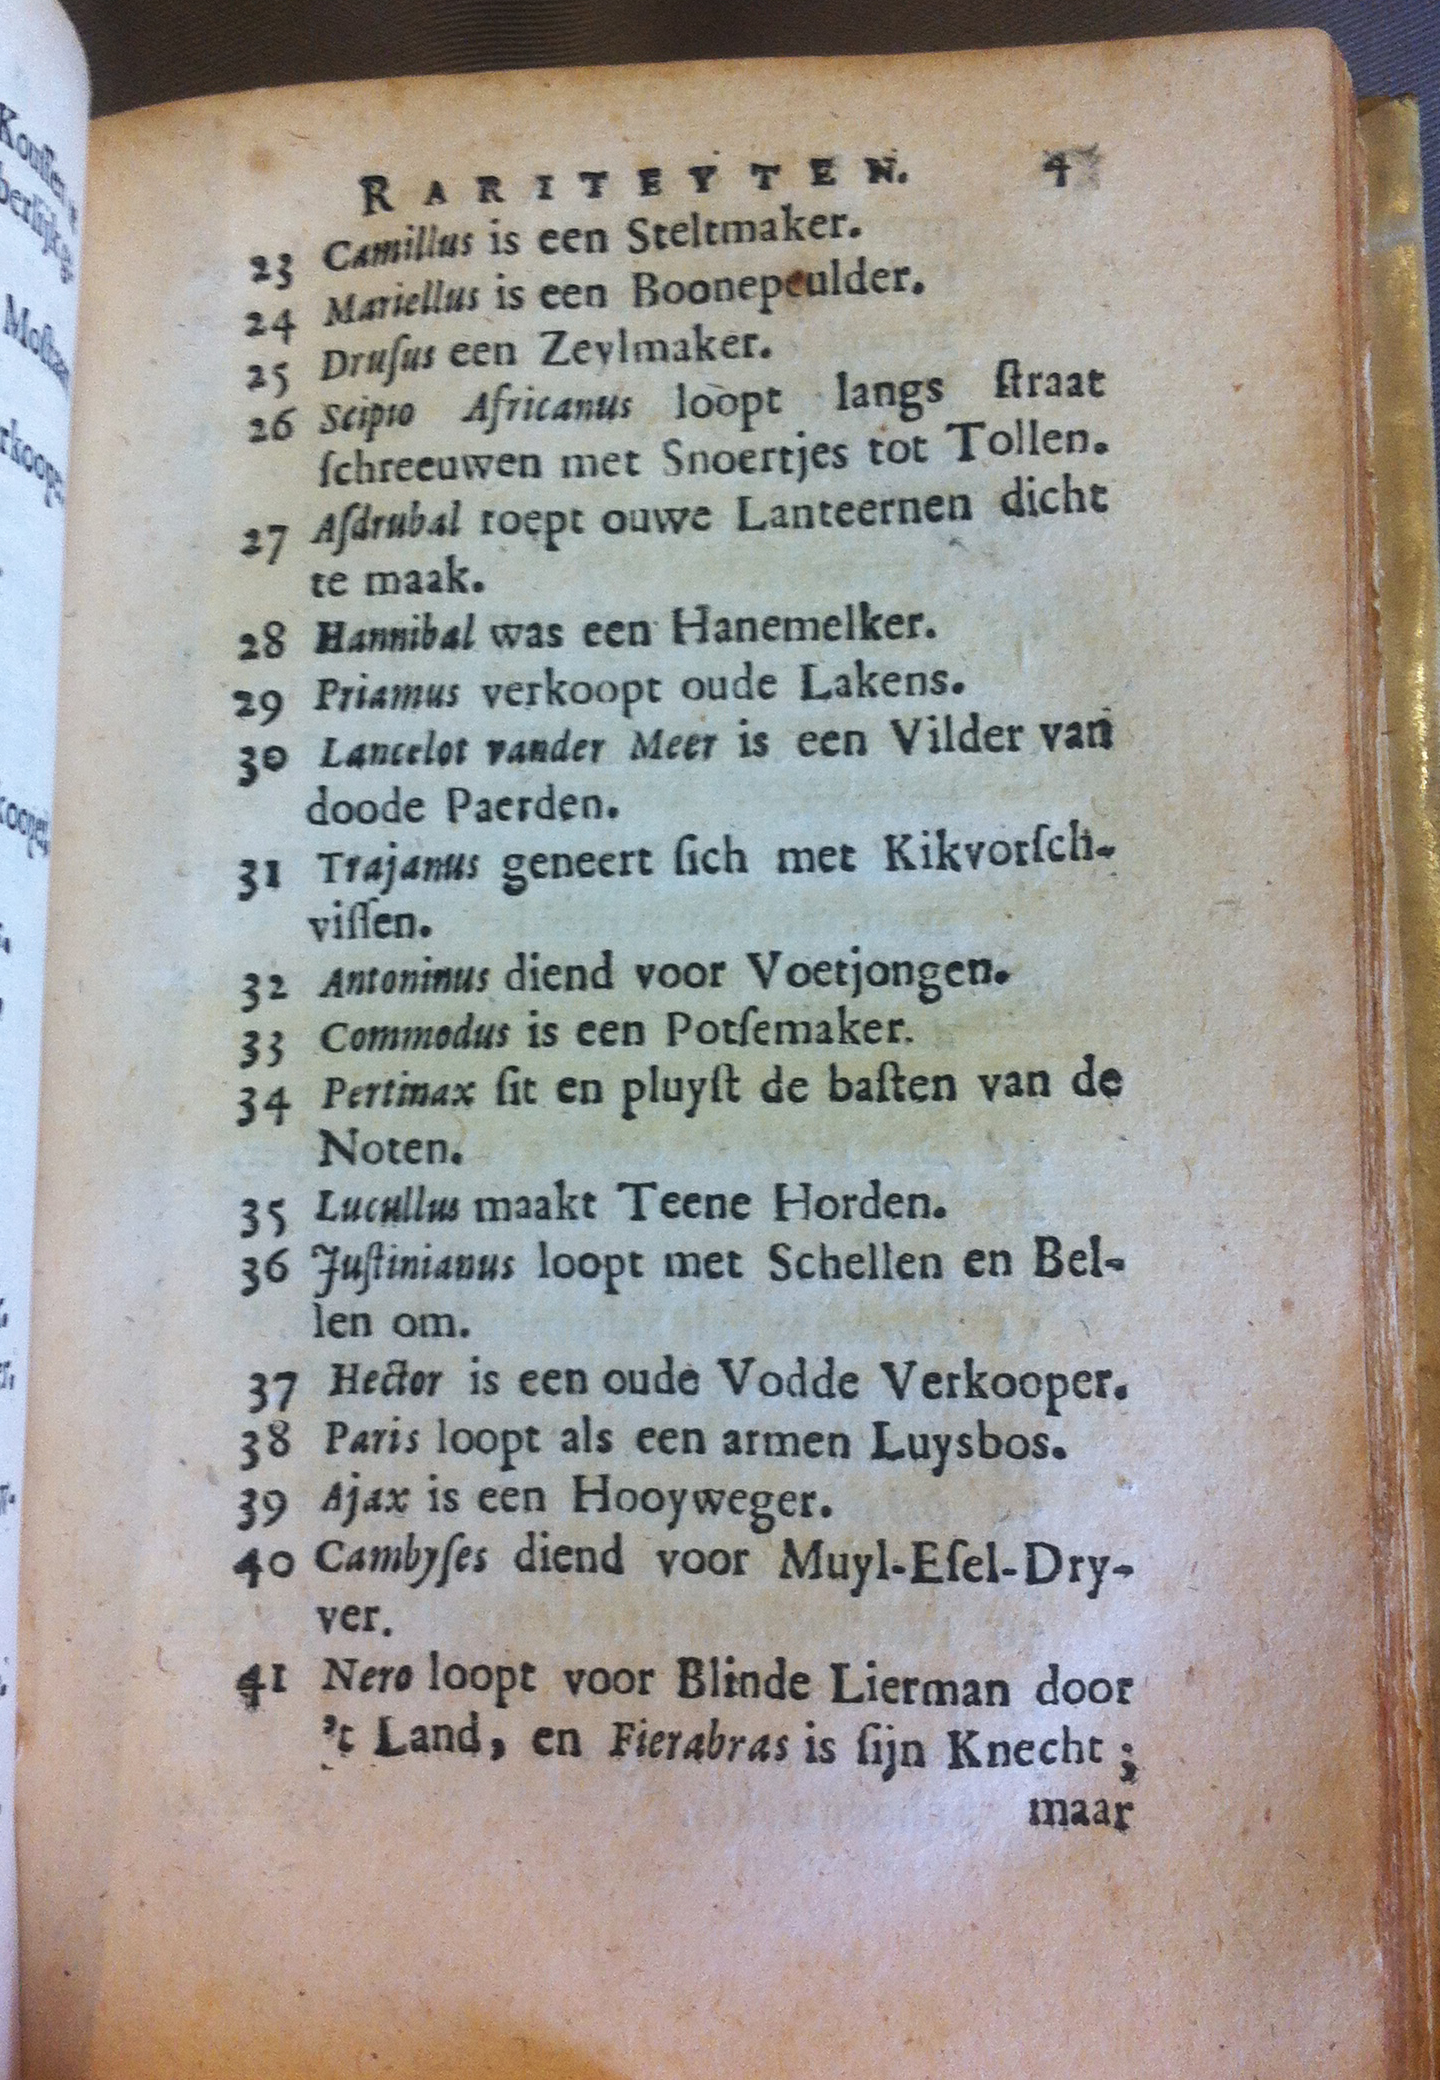 RARITEYTEN. 4
23 Camillus is een Steltmaker.
24 Mariellus is een Boonepeulder.
25 Druſus een Zeylmaker.
26 Scipio Africanus loopt langs ſtraat
ſchreeuwen met Snoertjes tot Tollen.
27 Aſdrubal roept ouwe Lanteernen dicht
te maak.
28 Hannibal was een Hanemelker.
29 Priamus verkoopt oude Lakens.
30 Lancelot vander Meer is een Vilder van
doode Paerden.
31 Trajanus geneert ſich met Kikvorſch-
viſſen.
32 Antoninus diend voor Voetjongen.
33 Commodus is een Potſemaker.
34 Pertinax ſit en pluyſt de baſten van de
Noten.
35 Lucullus maakt Teene Horden.
36 Juſtinianus loopt met Schellen en Bel-
len om.
37 Hector is een oude Vodde Verkooper.
38 Paris loopt als een armen Luysbos.
39 Ajax is een Hooyweger.
40 Cambyſes diend voor Muyl-Eſel-Dry-
ver.
41 Nero loopt voor Blinde Lierman door
't Land, en Fierabras is ſijn Knecht;
maar